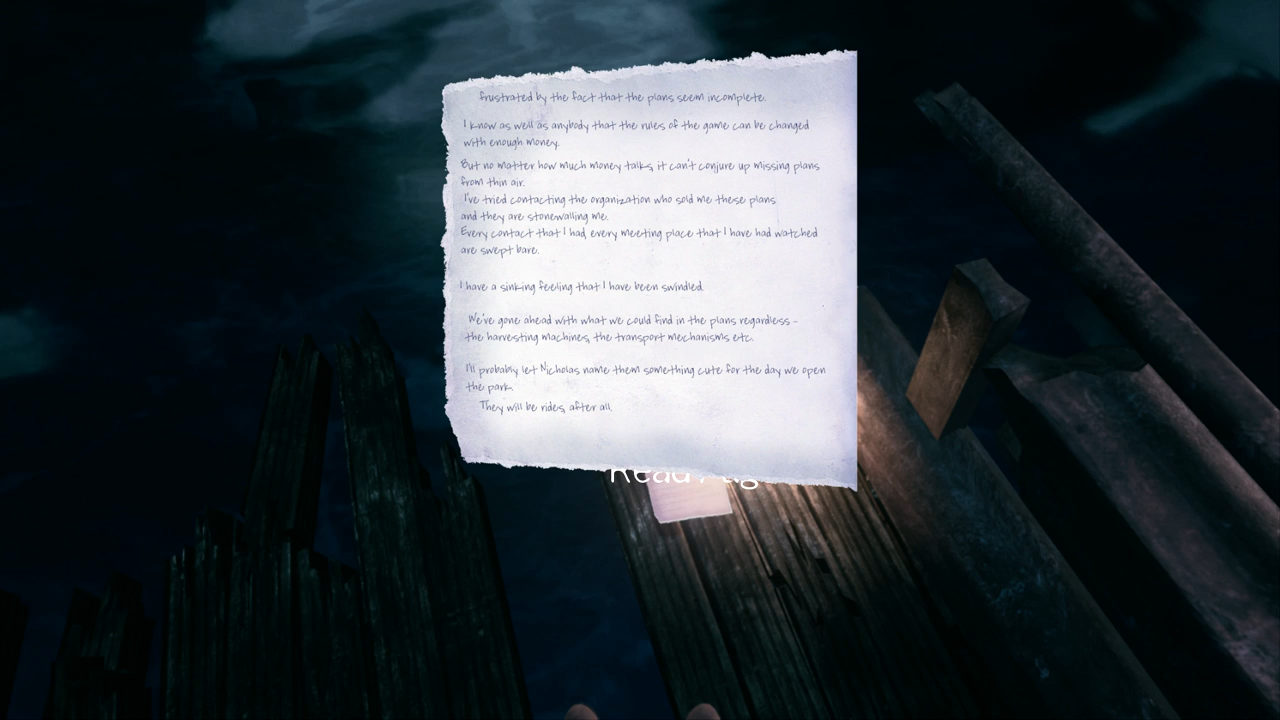 frustrated by the fact that the plans seem incomplete.
I know as well as anybody that the rules of the game can be changed
with enough money.
But no matter how much money talks, it can't conjure up missing plans
from thin air.
I've tried contacting the organization who sold me these plans
and they are stonewalling me.
Every contact that I had, every meeting place that I have had watched
are swept bare.
I have a sinking feeling that I have been swindled.
We've gone ahead with what we could find in the plans regardless -
the harvesting machines, the transport mechanisms etc.
I'll probably let Nicholas name them something cute for the day we open
the park.
They will be rides, after all.
Read